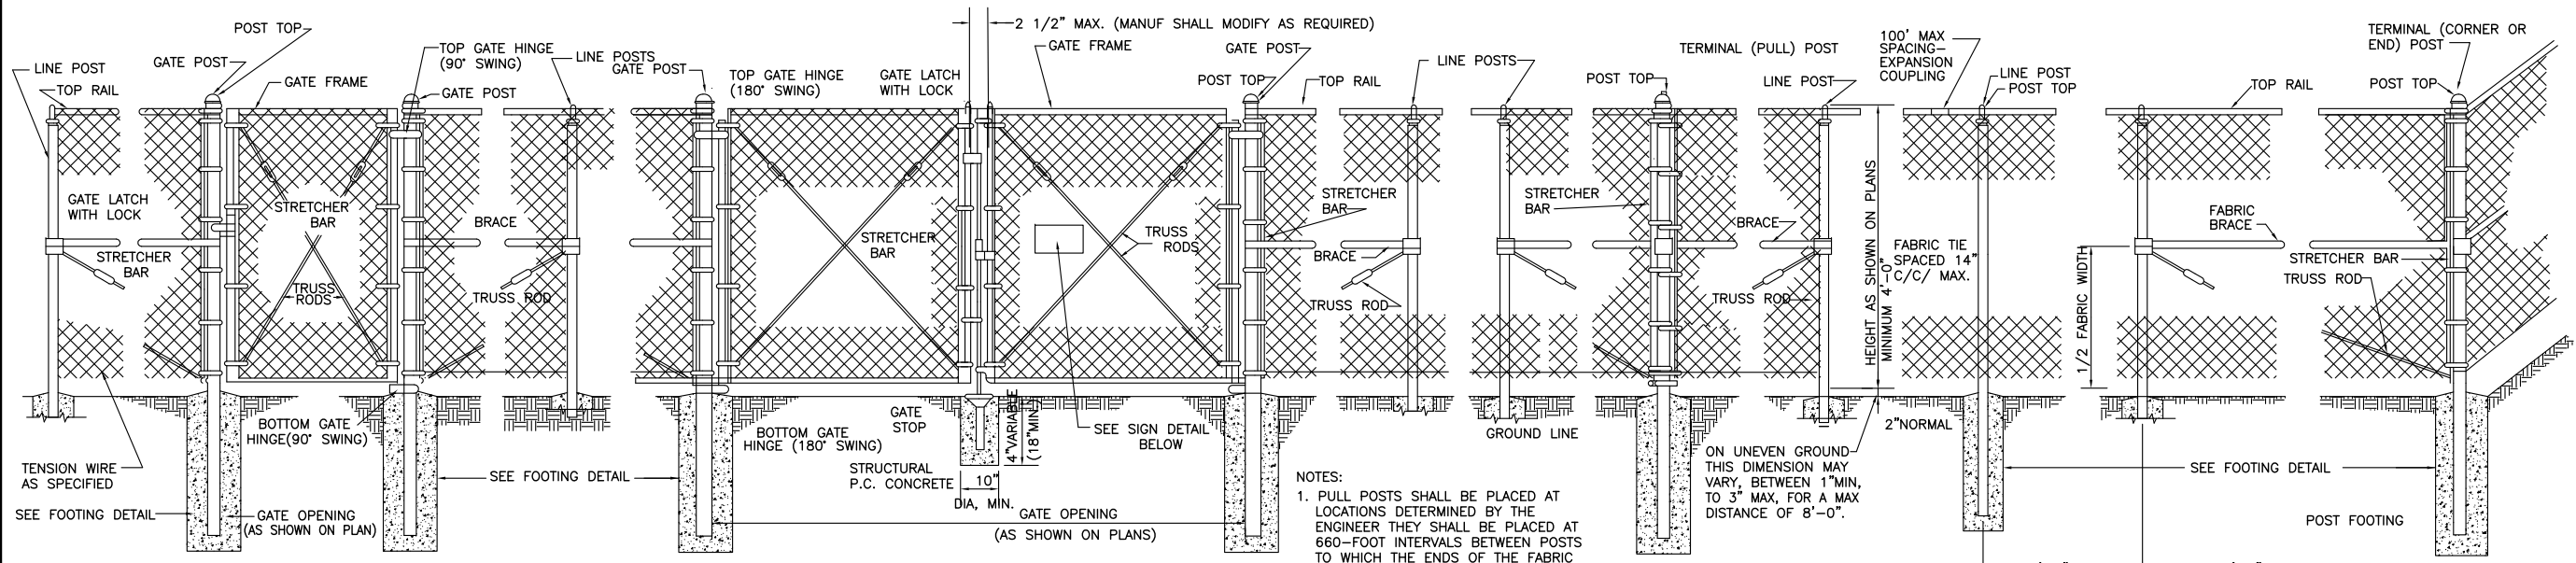 2 1/2" MAX. (MANUF SHALL MODIFY AS REQUIRED)
POST TOP
GATE POST
TOP GATE HINGE
(90° SWING)
LINE POSTS
GATE POST
LINE POST
TOP RAIL
GATE FRAME
GATE POST
TOP GATE HINGE
(180° SWING)
GATE LATCH
WITH LOCK
GATE FRAME
GATE POST
POST TOP
TOP RAIL
LINE POSTS
POST TOP
TERMINAL (PULL) POST
LINE POST
100' MAX
SPACING-
EXPANSION
COUPLING
LINE POST
POST TOP
TOP RAIL
TERMINAL (CORNER OR
END) POST
POST TOP
GATE LATCH
WITH LOCK
STRETCHER
BAR
STRETCHER
BAR
BRACE
TRUSS
RODS
TRUSS ROD
STRETCHER
BAR
TRUSS
RODS
STRETCHER
BAR
BRACE
TRUSS ROD
STRETCHER
BAR
BRACE
TRUSS ROD
HEIGHT AS SHOWN ON PLANS
MINIMUM 4'-0"
FABRIC TIE
SPACED 14"
C/C/ MAX.
1/2 FABRIC WIDTH
FABRIC
BRACE
STRETCHER BAR
TRUSS ROD
TENSION WIRE
AS SPECIFIED
SEE FOOTING DETAIL
BOTTOM GATE
HINGE(90° SWING)
GATE OPENING
(AS SHOWN ON PLAN)
SEE FOOTING DETAIL
BOTTOM GATE
HINGE (180° SWING)
GATE
STOP
STRUCTURAL
P.C. CONCRETE
10"
DIA, MIN.
4"VARIABLE
(18"MIN.)
SEE SIGN DETAIL
BELOW
GATE OPENING
(AS SHOWN ON PLANS)
GROUND LINE
NOTES:
1. PULL POSTS SHALL BE PLACED AT
LOCATIONS DETERMINED BY THE
ENGINEER THEY SHALL BE PLACED AT
660-FOOT INTERVALS BETWEEN POSTS
TO WHICH THE ENDS OF THE FABRIC
2"NORMAL
ON UNEVEN GROUND
THIS DIMENSION MAY
VARY, BETWEEN 1"MIN,
TO 3" MAX, FOR A MAX
DISTANCE OF 8'-0".
SEE FOOTING DETAIL
POST FOOTING